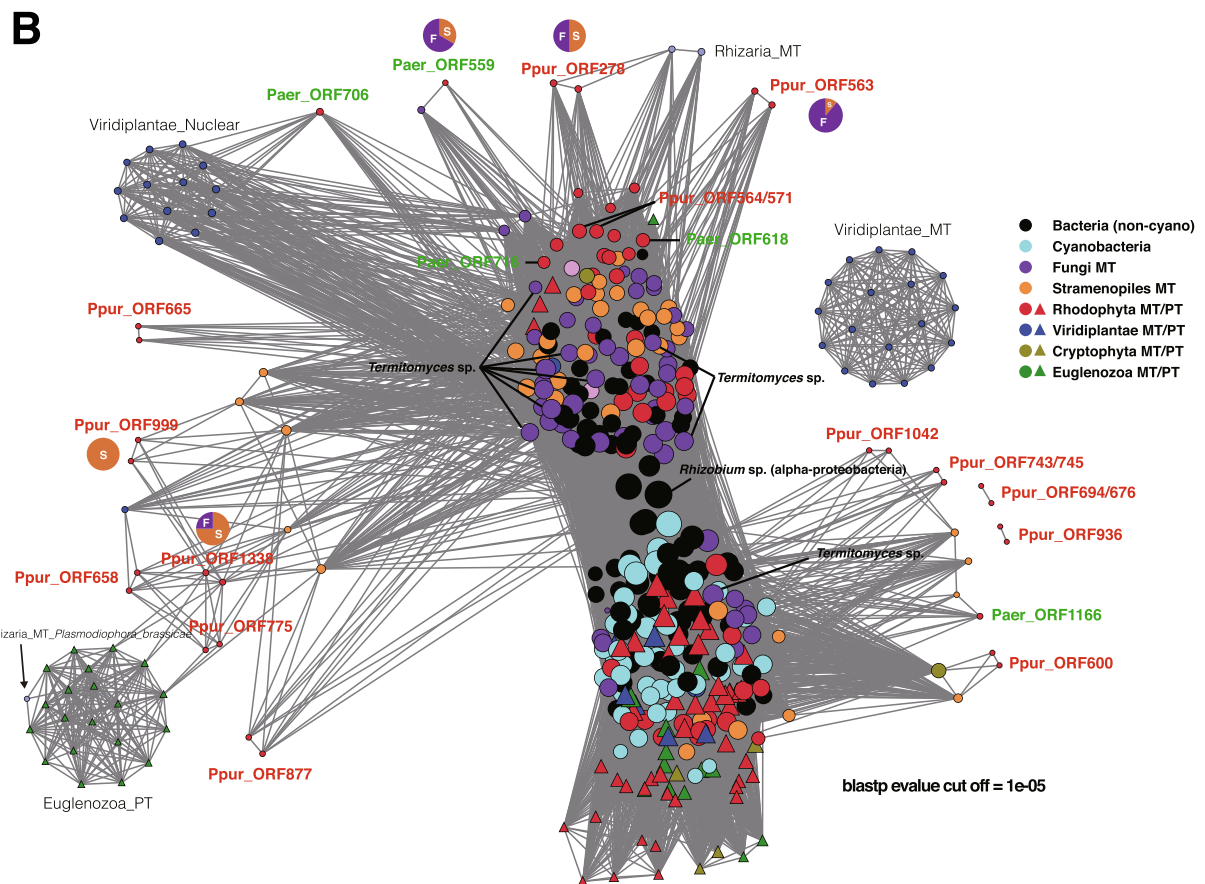 B
F
S
F S
Paer_ORF559
Ppur_ORF278
Rhizaria_MT
Paer_ORF706
Ppur_ORF563
S
F
Viridiplantae_Nuclear
Ppur_ORF564/571
Paer_ORF618
Viridiplantae_MT
Bacteria (non-cyano)
Cyanobacteria
Fungi MT
Stramenopiles MT
Rhodophyta MT/PT
Viridiplantae MT/PT
Cryptophyta MT/PT
Euglenozoa MT/PT
Ppur_ORF665
Termitomyces sp.
Termitomyces sp.
Ppur_ORF999
S
Ppur_ORF1042
Rhizobium sp. (alpha-proteobacteria)
Ppur_ORF743/745
Ppur_ORF694/676
F
S
Ppur_ORF936
Ppur_ORF1338
Termitomyces sp.
Ppur_ORF658
Paer_ORF1166
Ppur_ORF775
izaria_MT_Plasmodiophora_brassicae
Ppur_ORF600
Ppur_ORF877
blastp evalue cut off = 1e-05
Euglenozoa_PT